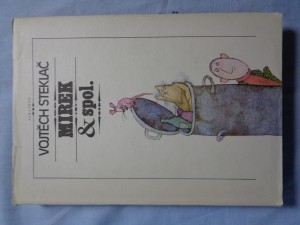 VOJTĚCH STEKLAČ
MIREK
& spol.